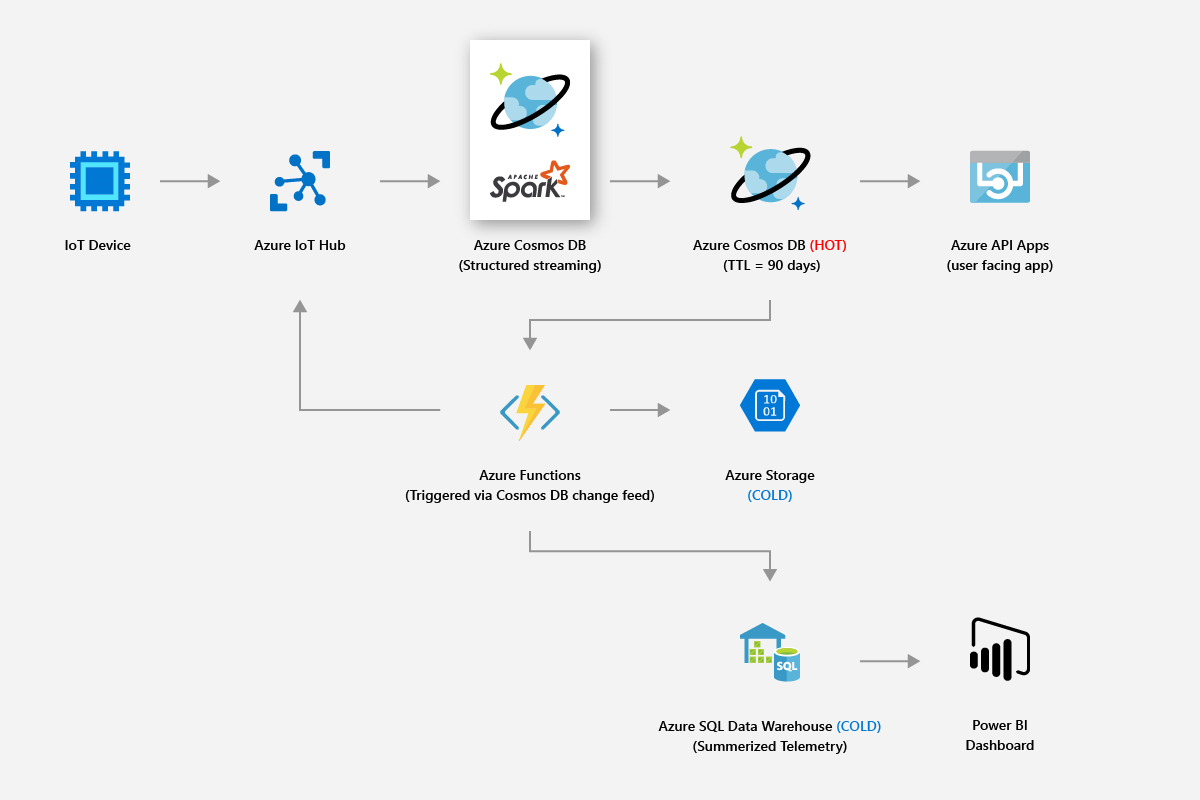 APACHE
Spark™
IoT Device
Azure IoT Hub
Azure Cosmos DB
(Structured streaming)
Azure Cosmos DB (HOT)
(TTL = 90 days)
Azure API Apps
(user facing app)
10
01
Azure Functions
(Triggered via Cosmos DB change feed)
Azure Storage
(COLD)
SQL
Azure SQL Data Warehouse (COLD)
(Summerized Telemetry)
Power BI
Dashboard